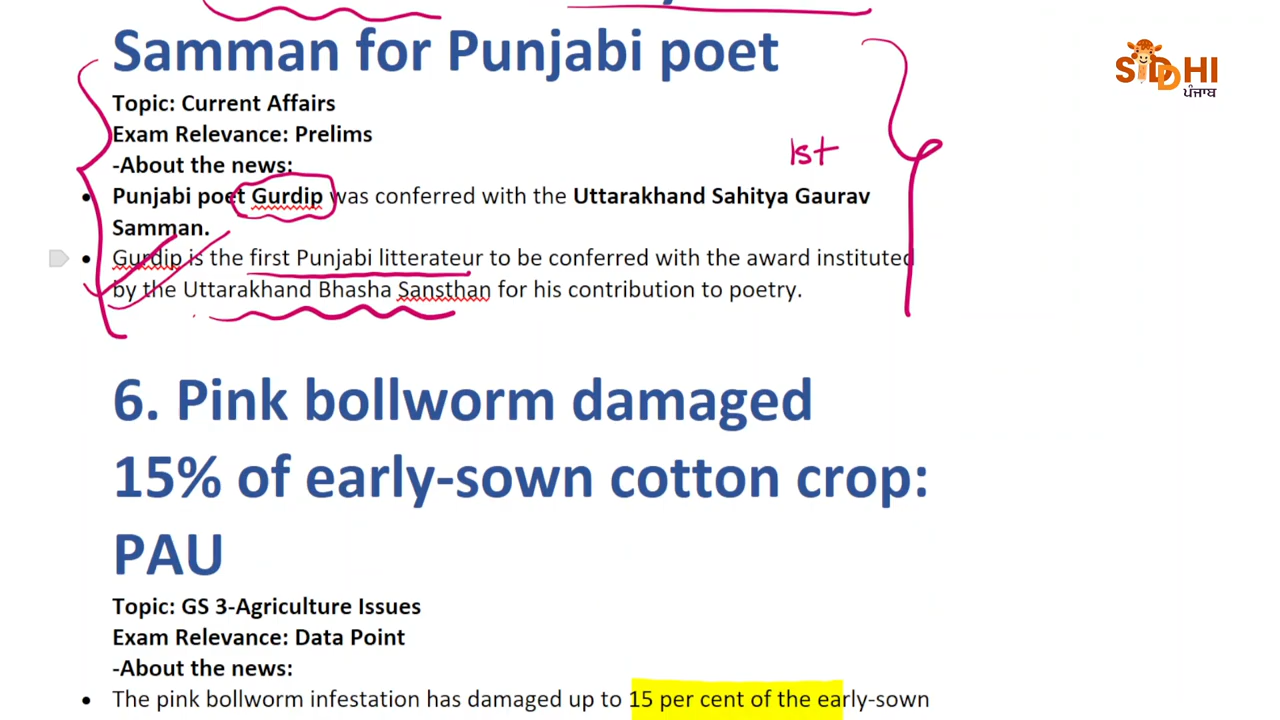 Samman for Punjabi poet
SIDDHI
ਪੰਜਾਬ
Topic: Current Affairs
Exam Relevance: Prelims
1st
-About the news:
• Punjabi poet Gurdip was conferred with the Uttarakhand Sahitya Gaurav
Samman.
• Gurdip is the first Punjabi litterateur to be conferred with the award instituted
by the Uttarakhand Bhasha Sansthan for his contribution to poetry.
6. Pink bollworm damaged
15% of early-sown cotton crop:
PAU
Topic: GS 3-Agriculture Issues
Exam Relevance: Data Point
-About the news:
• The pink bollworm infestation has damaged up to 15 per cent of the early-sown